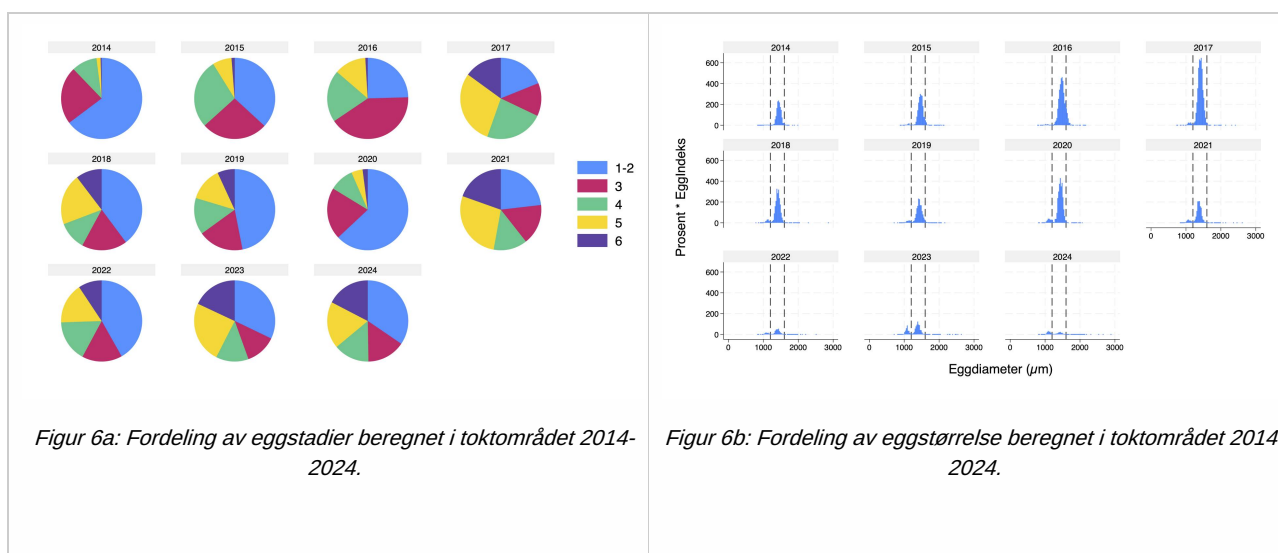 2014 2015 2016 2017
2018 2019 2020 2021
2022 2023 2024
1-2
3
4
5
6
Figur 6a: Fordeling av eggstadier beregnet i toktområdet 2014-
2024.
2014 2015 2016 2017
600
400
200
0
2018 2019 2020 2021
600
400
200
0
0 1000 2000 3000
2022 2023 2024
600
400
200
0
0 1000 2000 3000 0 1000 2000 3000 0 1000 2000 3000
Prosent * EggIndeks
Eggdiameter (µm)
Figur 6b: Fordeling av eggstørrelse beregnet i toktområdet 2014
2024.